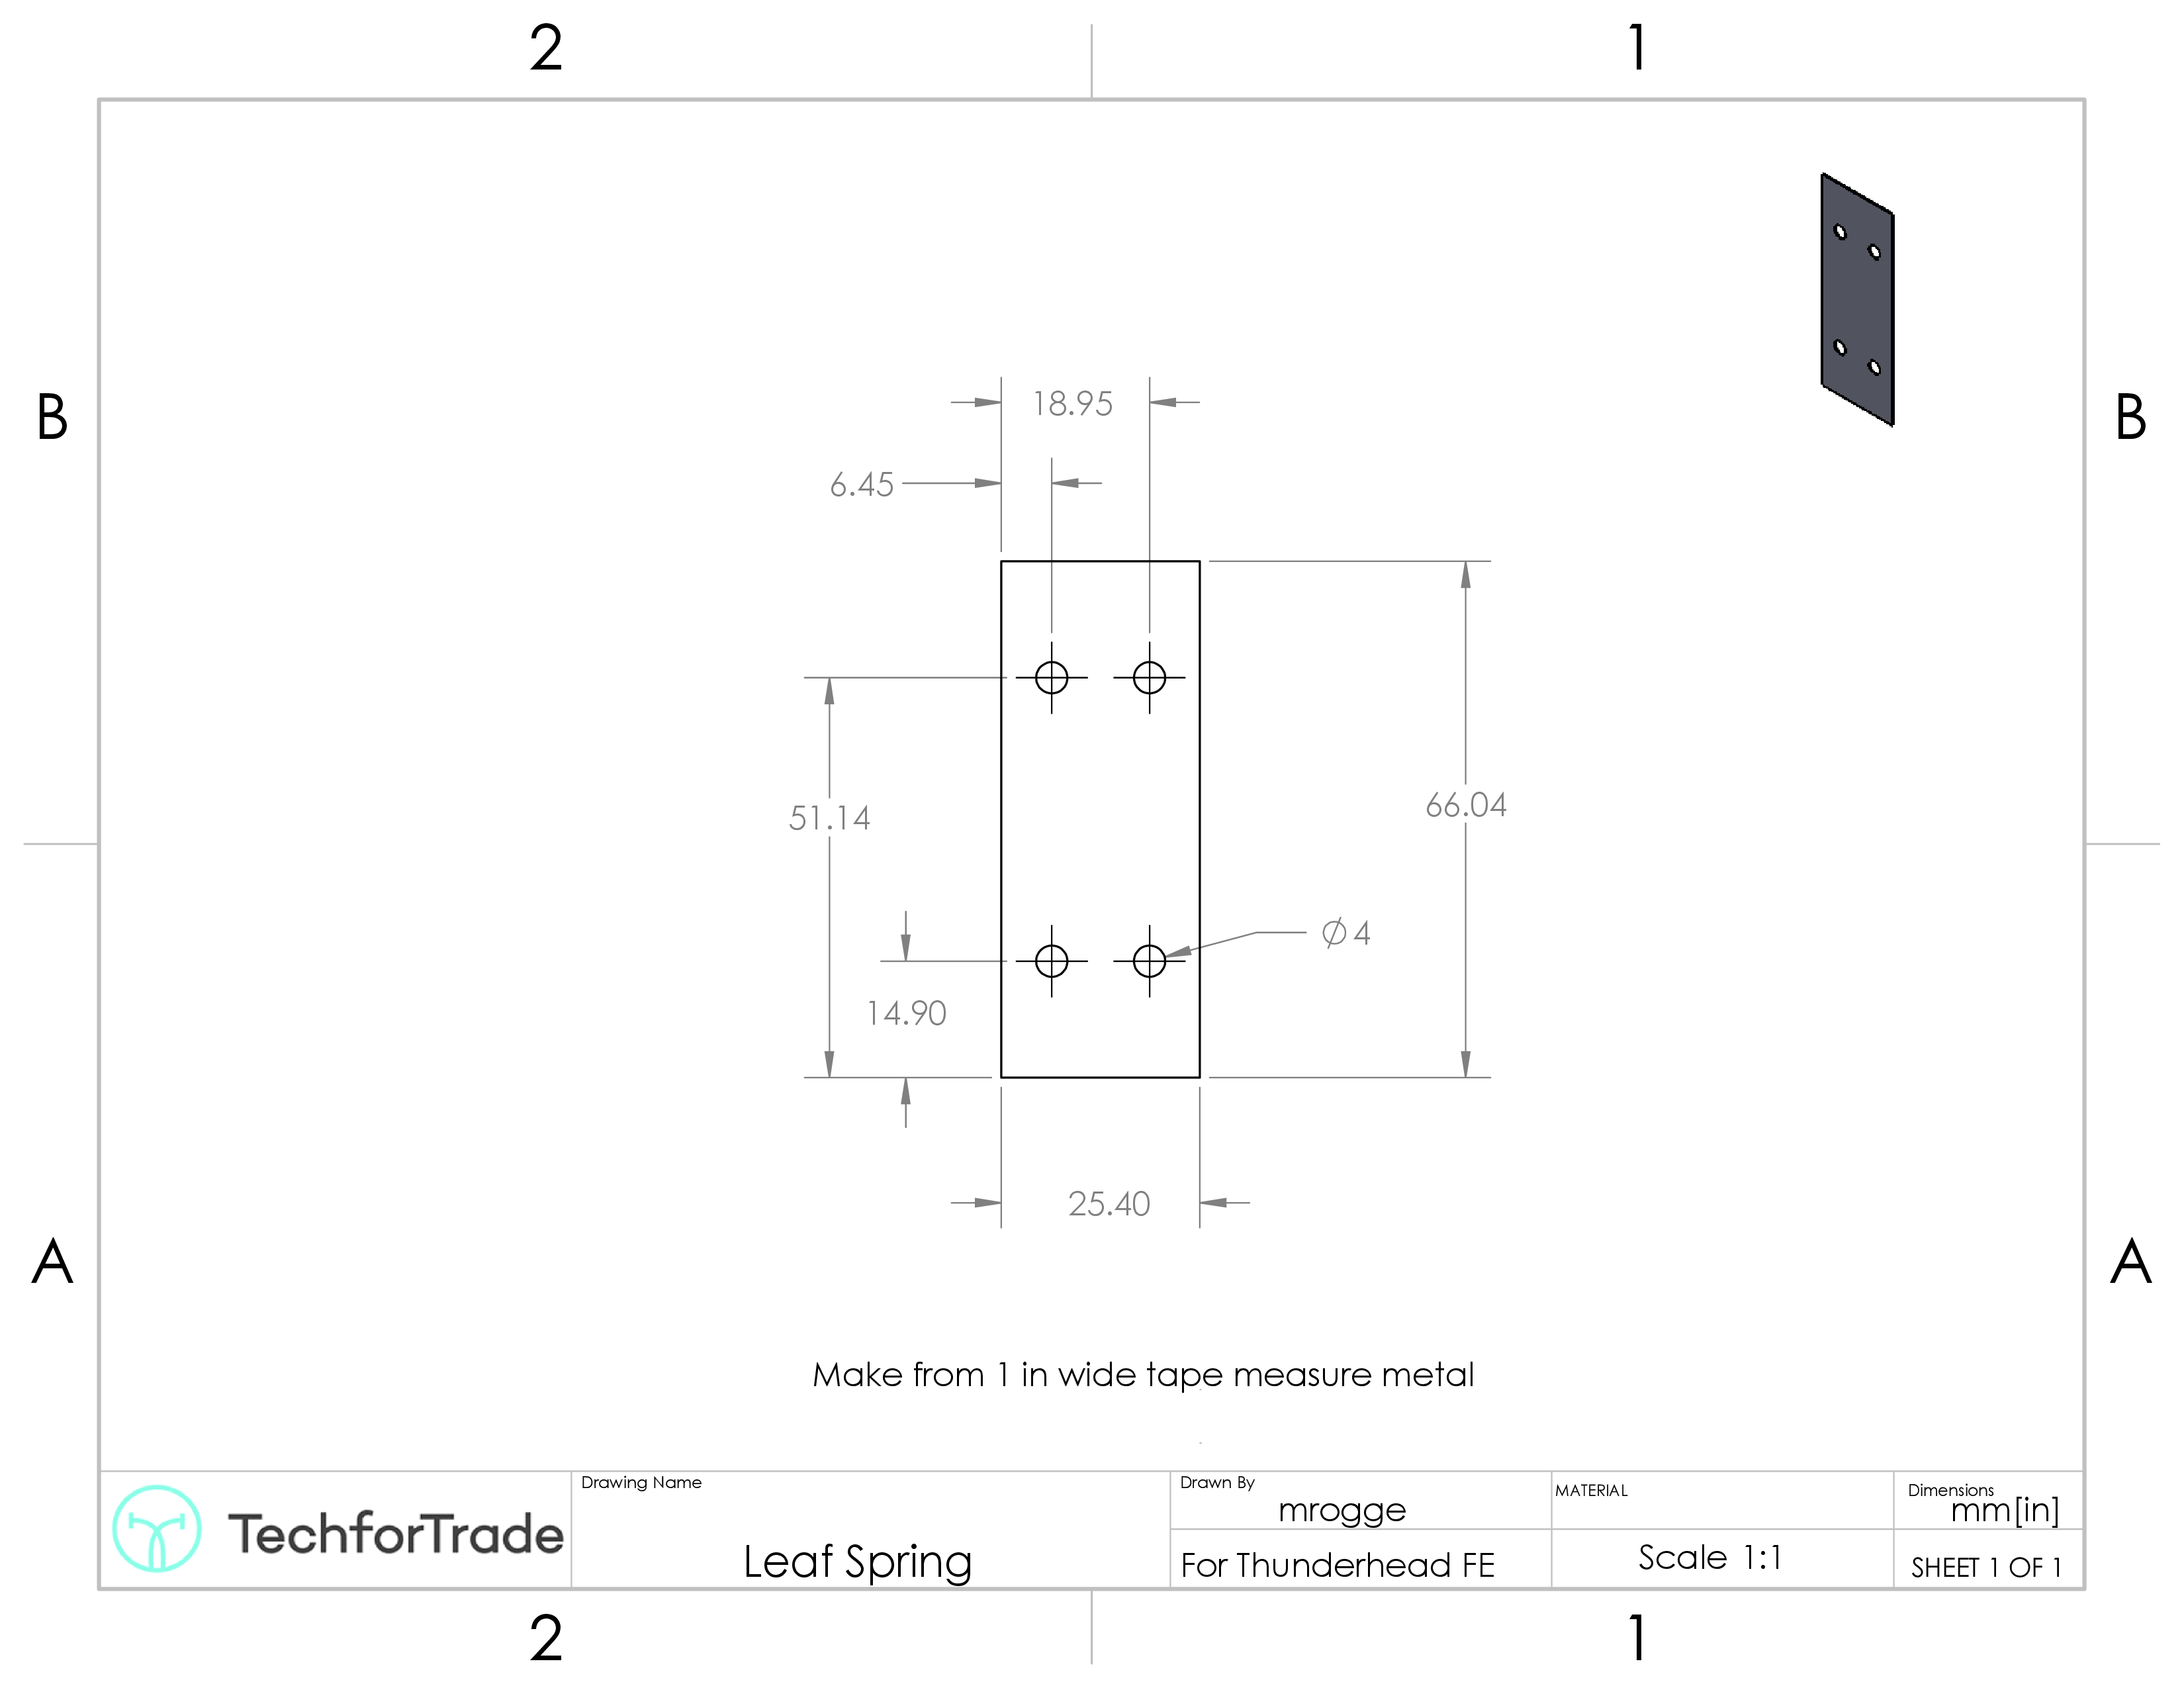 2 1
B B
18.95
6.45
51.14
66.04
Ø4
14.90
25.40
A A
Make from 1 in wide tape measure metal
TechforTrade
Drawing Name
Leaf Spring
Drawn By
mrogge
For Thunderhead FE
MATERIAL
Scale 1:1
Dimensions
mm[in]
SHEET 1 OF 1
2 1